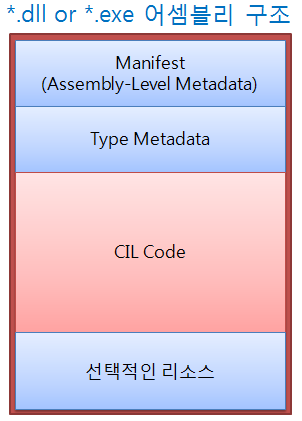 *.dll or *.exe 어셈블리 구조
Manifest
(Assembly-Level Metadata)
Type Metadata
CIL Code
선택적인 리소스